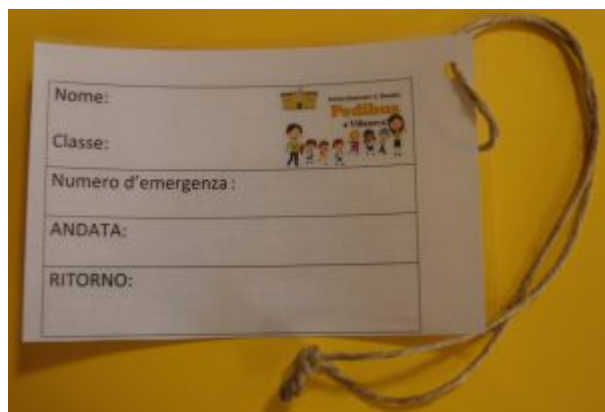 Nome:
Pedibus
Classe:
Numero d'emergenza :
ANDATA:
RITORNO: